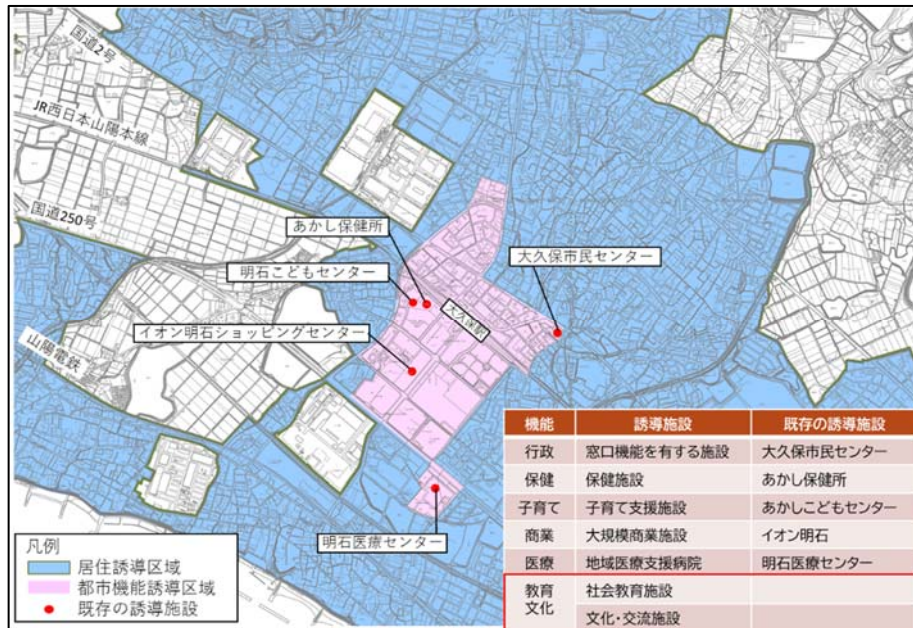 国道2号
JR西日本山陽本線
国道250号
あかし保健所
明石こどもセンター
大久保市民センター
大久保駅
イオン明石ショッピングセンター
山陽電鉄
明石医療センター
凡例
居住誘導区域
都市機能誘導区域
既存の誘導施設
機能 誘導施設 既存の誘導施設
行政 窓口機能を有する施設 大久保市民センター
保健 保健施設 あかし保健所
子育て 子育て支援施設 あかしこどもセンター
商業 大規模商業施設 イオン明石
医療 地域医療支援病院 明石医療センター
教育
文化
社会教育施設
文化・交流施設